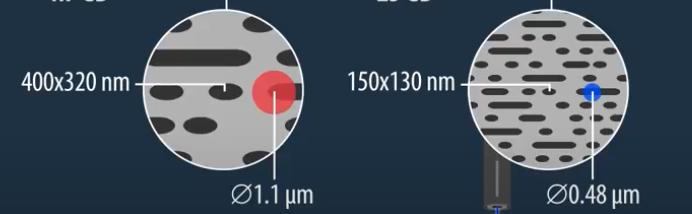 400x320 nm
150x130 nm
∅1.1 µm
∅0.48 µm